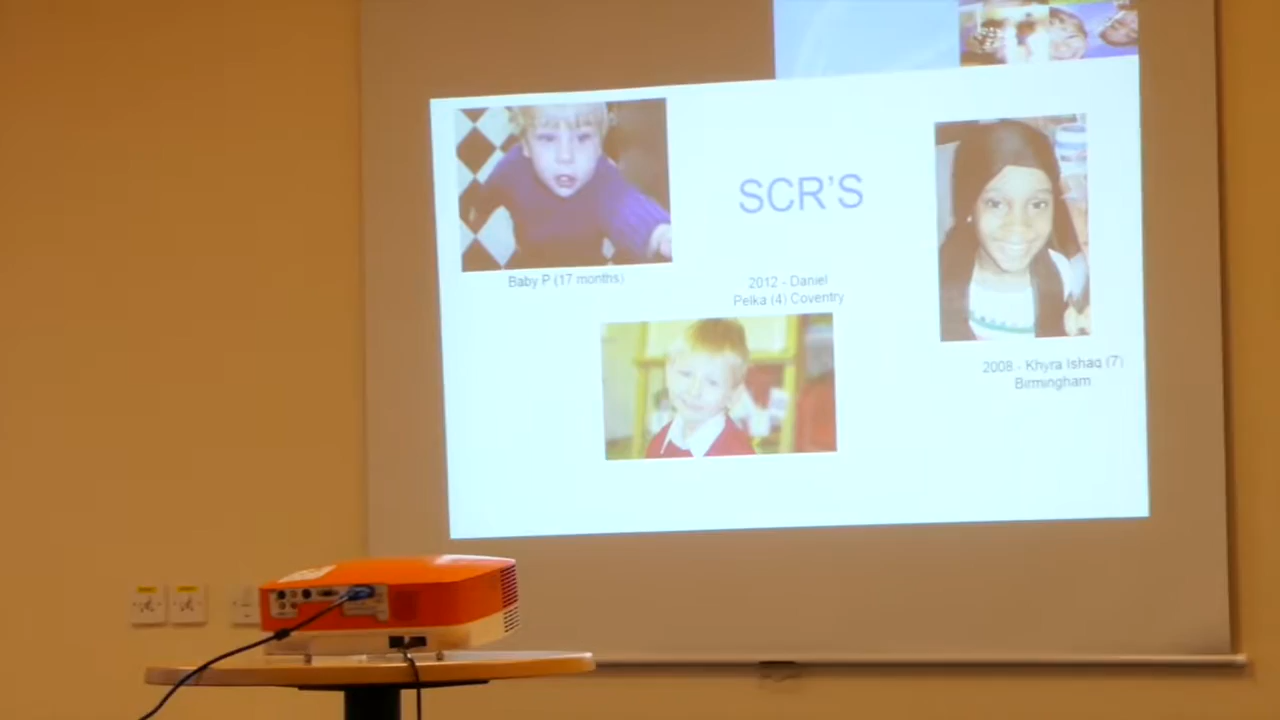 SCR'S
Baby P (17 months)
2012 - Daniel
Pelka (4) Coventry
2008 - Khyra Ishaq (7)
Birmingham